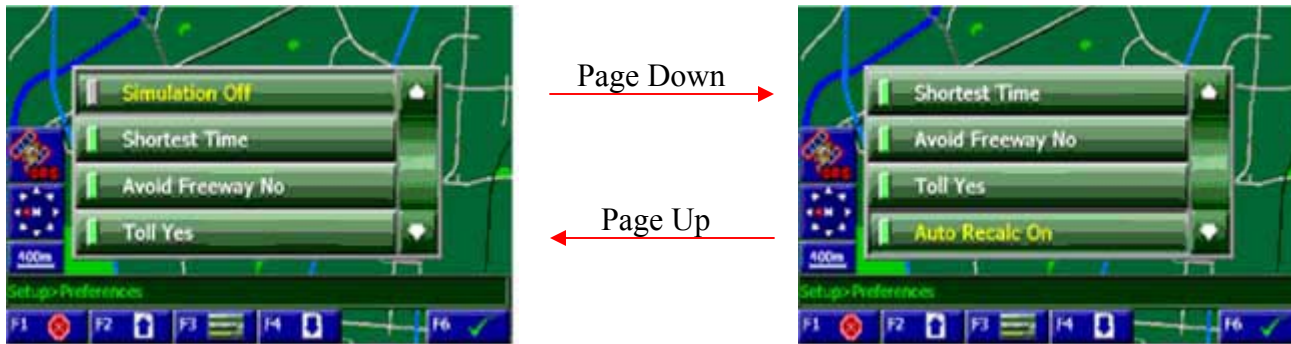 Simulation Off
Shortest Time
Avoid Freeway No
Toll Yes
GPS
N
400m
Setup>Preferences
F1 F2 F3 F4 F6
Page Down
Page Up
Shortest Time
Avoid Freeway No
Toll Yes
Auto Recalc On
GPS
N
400m
Setup>Preferences
F1 F2 F3 F4 F6